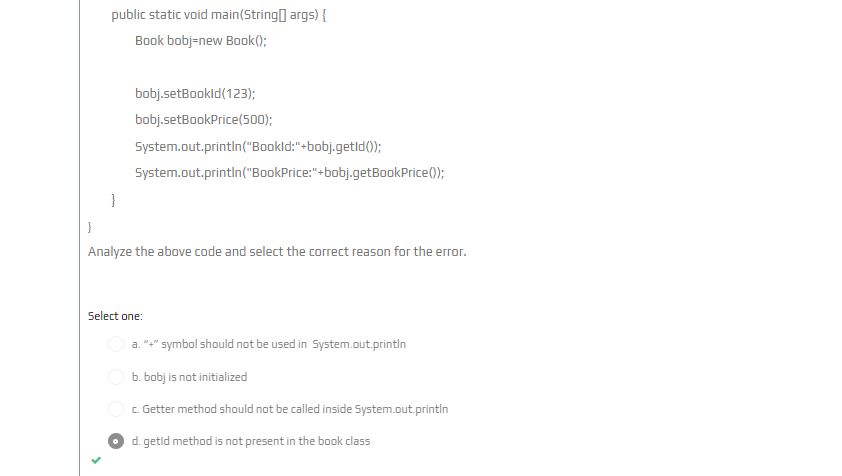 public static void main(String[] args) {
Book bobj=new Book();
bobj.setBookId(123);
bobj.setBookPrice(500);
System.out.println("BookId:"+bobj.getId());
System.out.println("BookPrice:"+bobj.getBookPrice());
}
}
Analyze the above code and select the correct reason for the error.
Select one:
a. "+" symbol should not be used in System.out.println
b. bobj is not initialized
c. Getter method should not be called inside System.out.println
d. getId method is not present in the book class